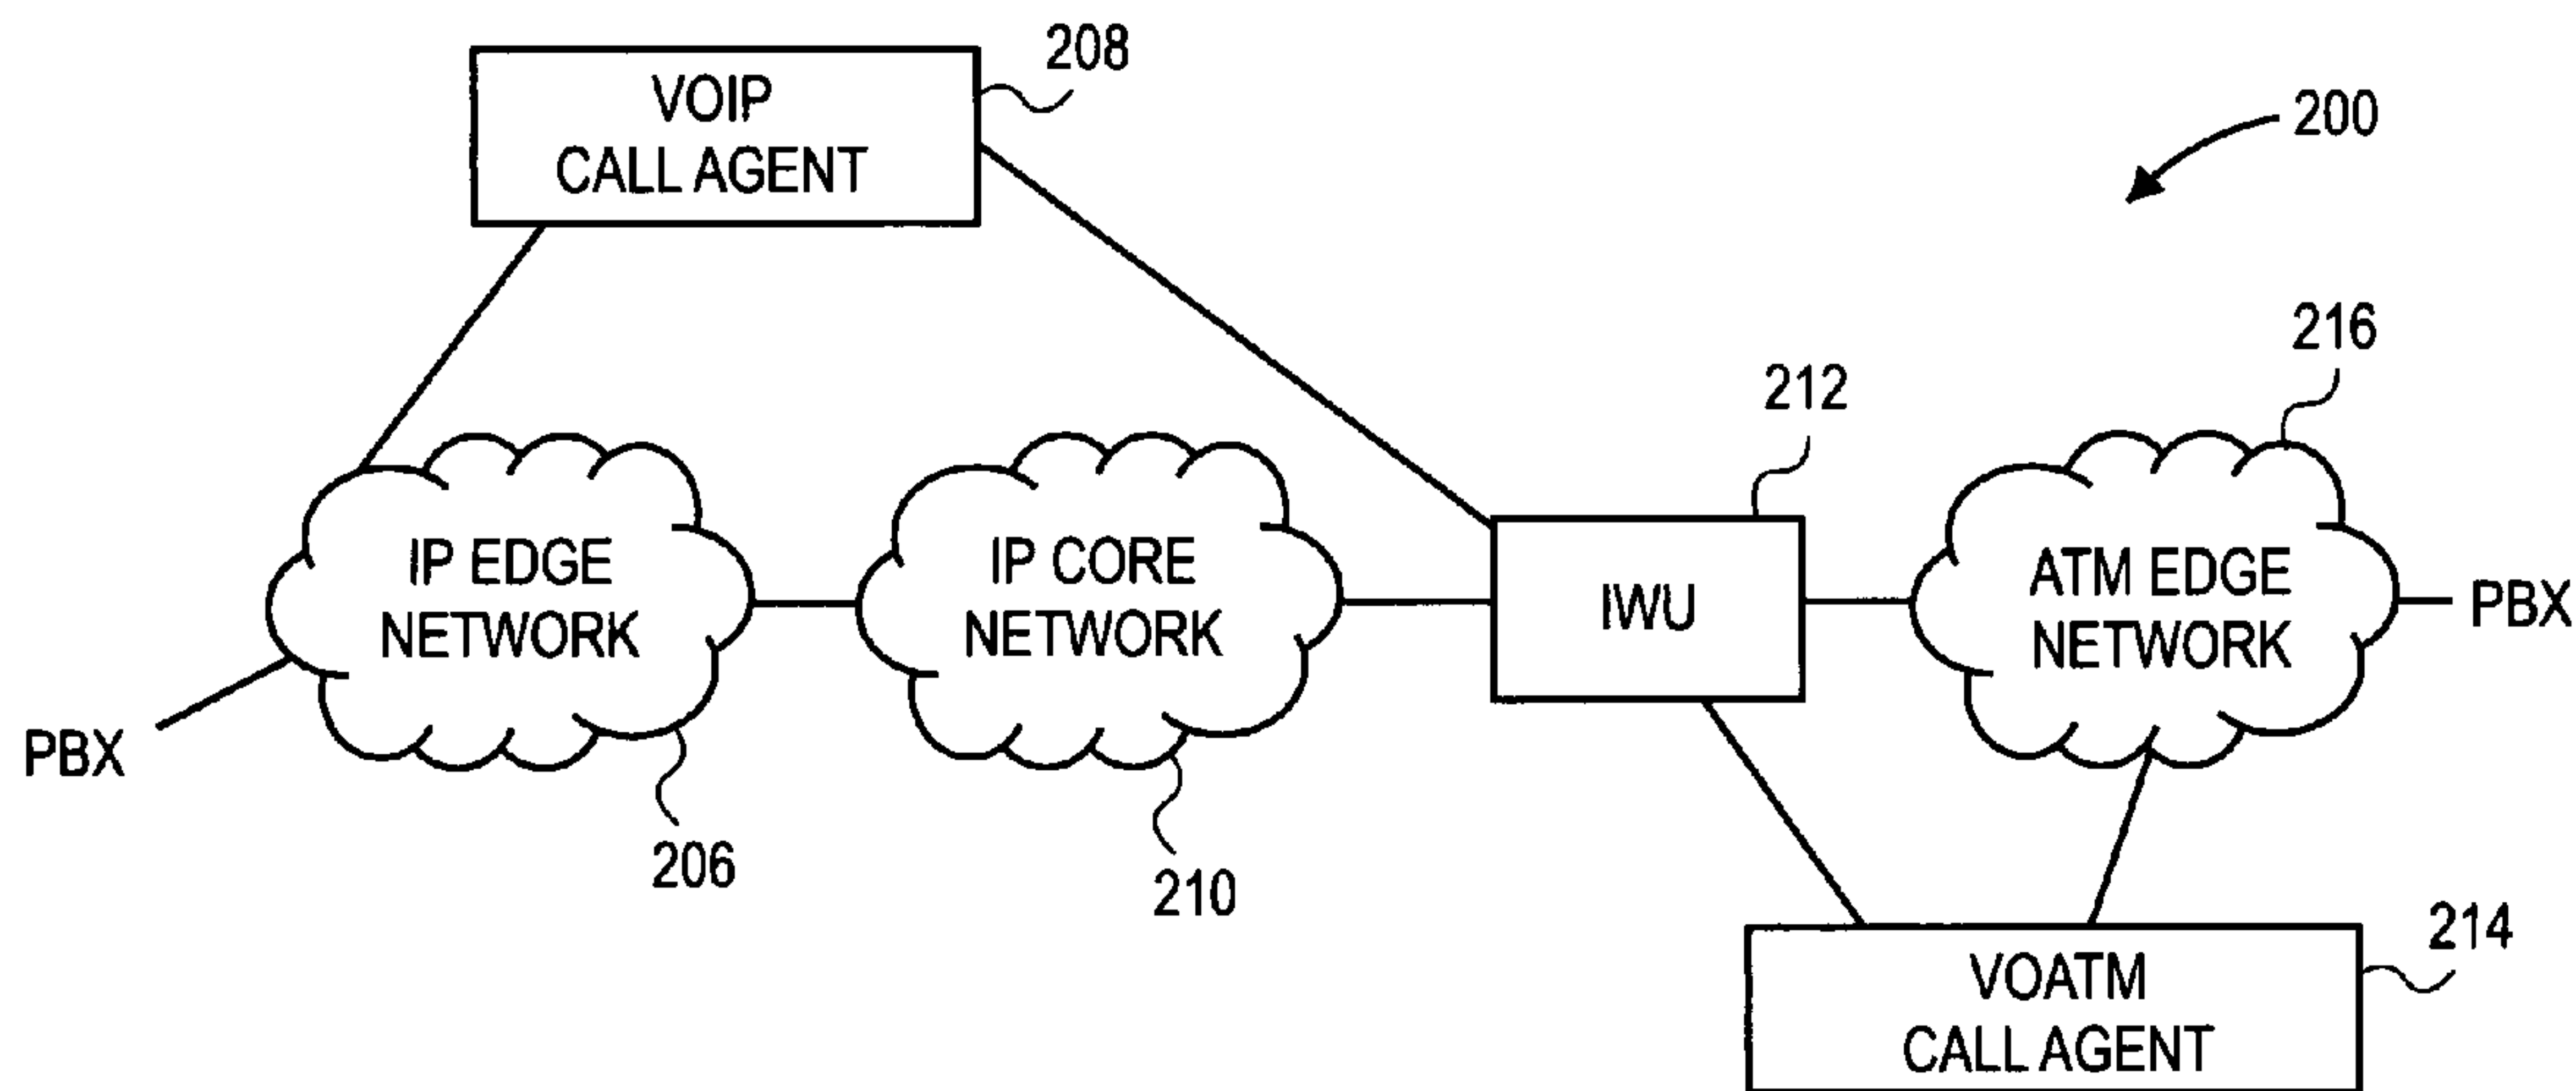 208
VOIP
CALL AGENT
200
216
212
IP EDGE
NETWORK
IP CORE
NETWORK
IWU
ATM EDGE
NETWORK
PBX
PBX
206
210
214
VOATM
CALL AGENT